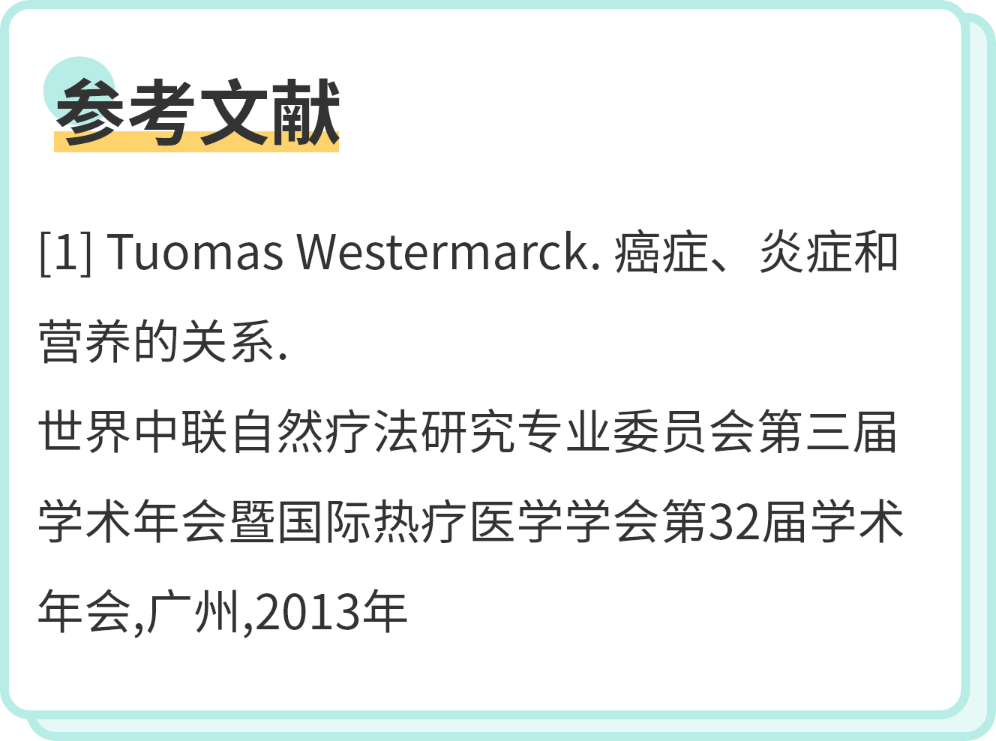 参考文献
[1] Tuomas Westermarck. 癌症、炎症和
营养的关系.
世界中联自然疗法研究专业委员会第三届
学术年会暨国际热疗医学学会第32届学术
年会,广州,2013年